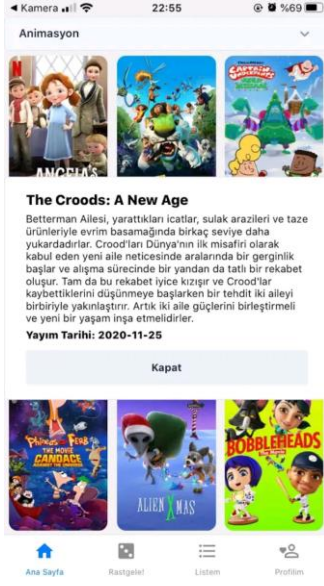 Kamera
22:55
%69
Animasyon
N
ANGELA'S
CAPTAIN
UNDERPANTS
The Croods: A New Age
Betterman Ailesi, yarattıkları icatlar, sulak arazileri ve taze
ürünleriyle evrim basamağında birkaç seviye daha
yukardadırlar. Crood'ları Dünya'nın ilk misafiri olarak
kabul eden yeni aile neticesinde aralarında bir gerginlik
başlar ve alışma sürecinde bir yandan da tatlı bir rekabet
oluşur. Tam da bu rekabet iyice kızışır ve Crood'lar
kaybettiklerini düşünmeye başlarken bir tehdit iki aileyi
birbiriyle yakınlaştırır. Artık iki aile güçlerini birleştirmeli
ve yeni bir yaşam inşa etmelidirler.
Yayım Tarihi: 2020-11-25
Kapat
PHINEAS AND FERB
THE MOVIE
CANDACE
AGAINST THE UNIVERSE
ALIEN XMAS
BOBBLEHEADS
Ana Sayfa
Rastgele!
Listem
Profilim